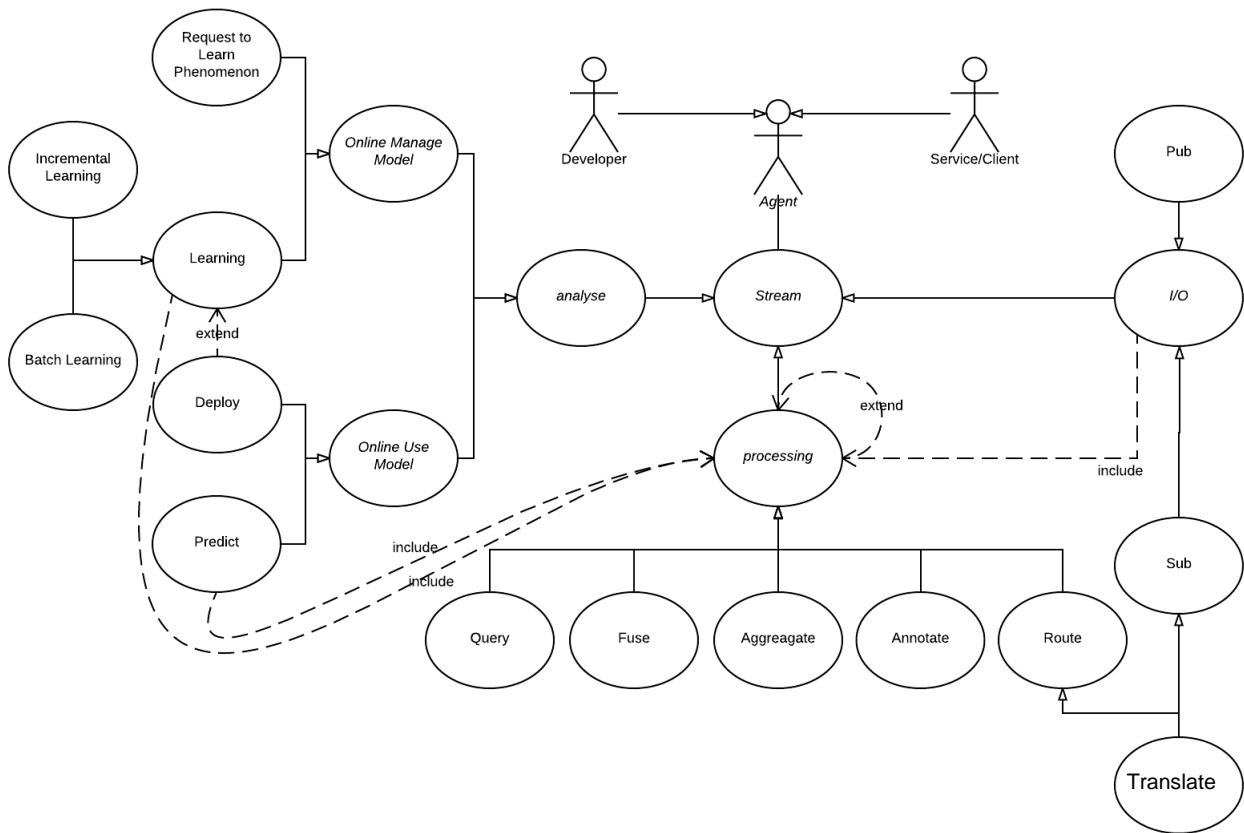 Request to
Learn
Phenomenon
Online Manage
Model
Incremental
Learning
Learning
Batch Learning
extend
Deploy
Online Use
Model
Predict
Developer
Agent
Service/Client
analyse
Stream
Pub
I/O
extend
processing
include
include
include
Query
Fuse
Aggreagate
Annotate
Route
Sub
Translate